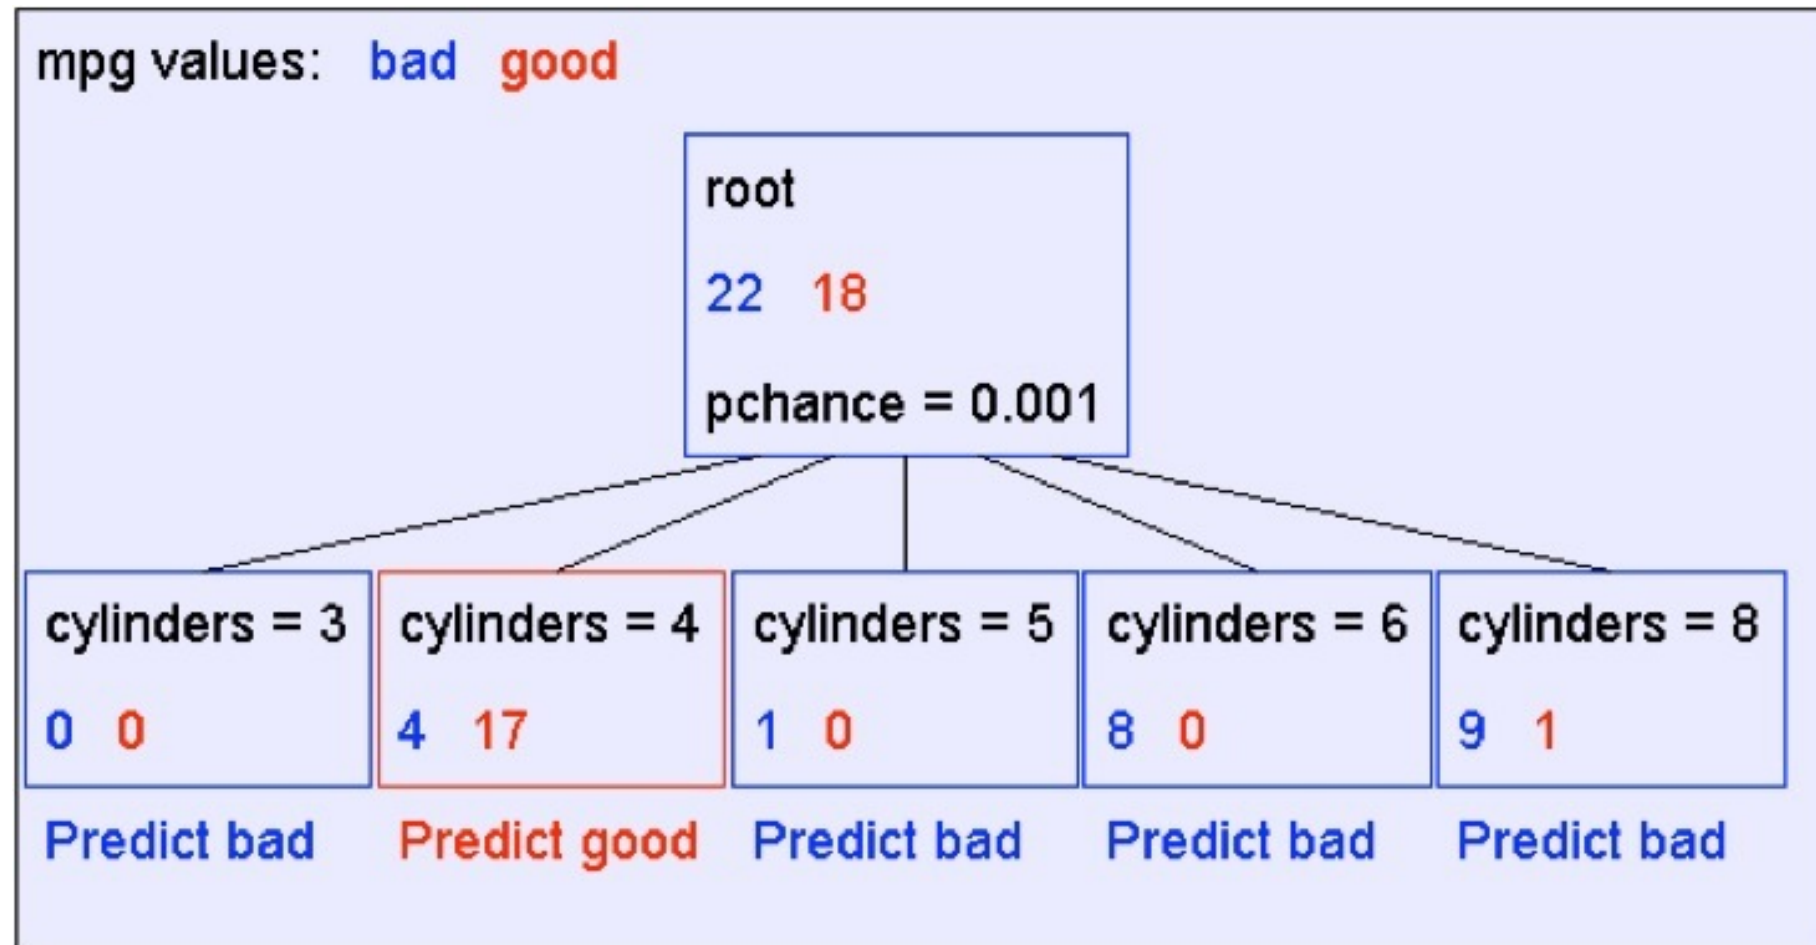 mpg values: bad good
root
22 18
pchance = 0.001
cylinders = 3
0 0
Predict bad
cylinders = 4
4 17
Predict good
cylinders = 5
1 0
Predict bad
cylinders = 6
8 0
Predict bad
cylinders = 8
9 1
Predict bad